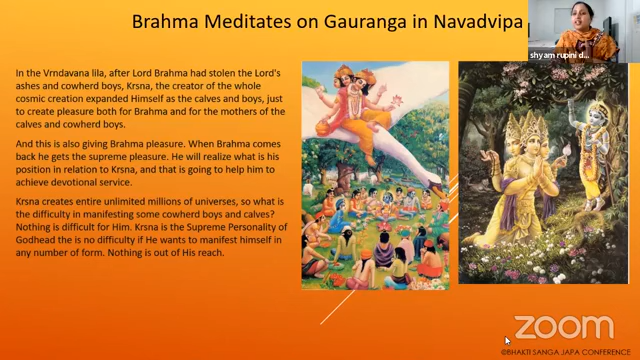 Brahma Meditates on Gauranga in Navadvipa
shyam rupini d...
In the Vrndavana lila, after Lord Brahma had stolen the Lord's
ashes and cowherd boys, Krsna, the creator of the whole
cosmic creation expanded Himself as the calves and boys, just
to create pleasure both for Brahma and for the mothers of the
calves and cowherd boys.
And this is also giving Brahma pleasure. When Brahma comes
back he gets the supreme pleasure. He will realize what is his
position in relation to Krsna, and that is going to help him to
achieve devotional service.
Krsna creates entire unlimited millions of universes, so what is
the difficulty in manifesting some cowherd boys and calves?
Nothing is difficult for Him. Krsna is the Supreme Personality of
Godhead the is no difficulty if He wants to manifest himself in
any number of form. Nothing is out of His reach.
zoom
©BHAKTI SANGA JAPA CONFERENCE